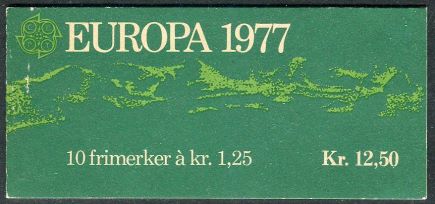 EUROPA 1977
10 frimerker à kr. 1,25 Kr. 12,50